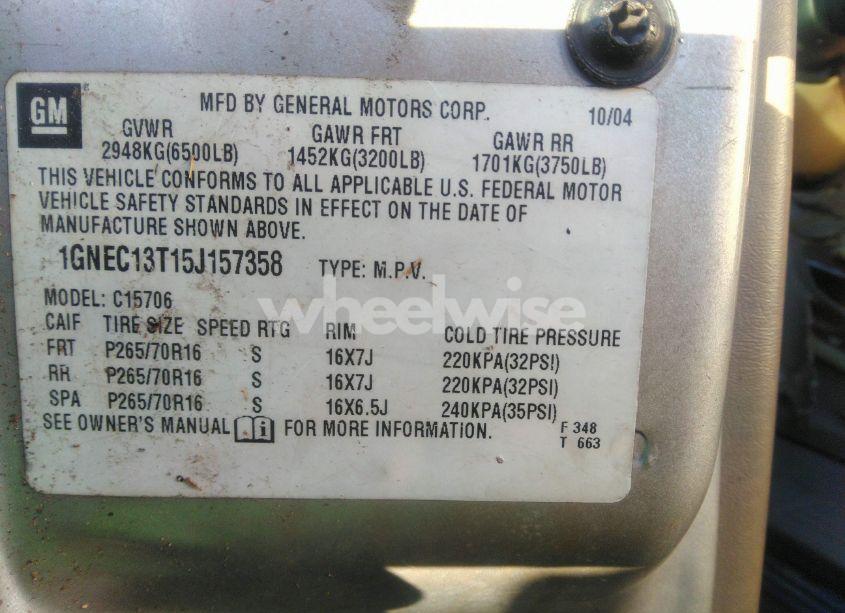 GM
MFD BY GENERAL MOTORS CORP. 10/04
GVWR GAWR FRT GAWR RR
2948KG(6500LB) 1452KG(3200LB) 1701KG(3750LB)
THIS VEHICLE CONFORMS TO ALL APPLICABLE U.S. FEDERAL MOTOR
VEHICLE SAFETY STANDARDS IN EFFECT ON THE DATE OF
MANUFACTURE SHOWN ABOVE.
1GNEC13T15J157358 TYPE: M.P.V.
wheelwise
MODEL: C15706
CAIF TIRE SIZE SPEED RTG RIM COLD TIRE PRESSURE
FRT P265/70R16 S 16X7J 220KPA(32PSI)
RR P265/70R16 S 16X7J 220KPA(32PSI)
SPA P265/70R16 S 16X6.5J 240KPA(35PSI)
SEE OWNER'S MANUAL FOR MORE INFORMATION. F 348
T 663